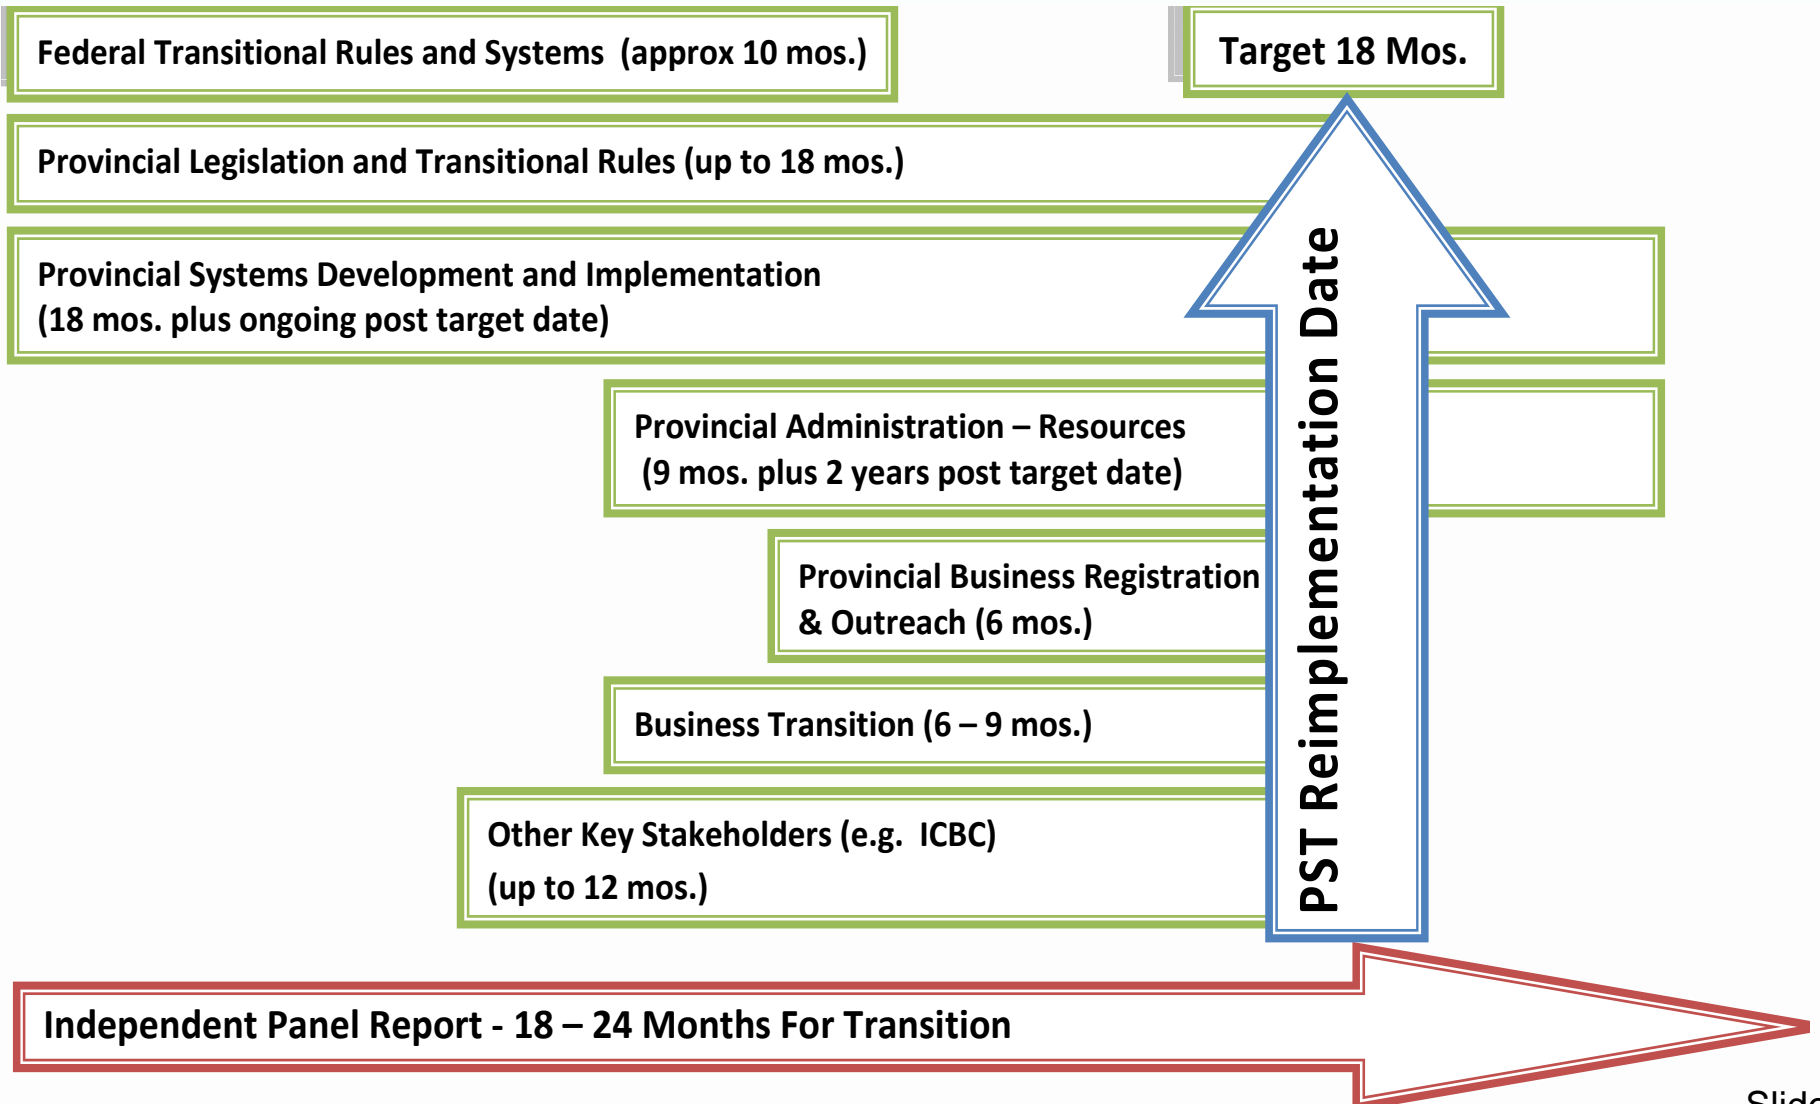 Federal Transitional Rules and Systems (approx 10 mos.)
Target 18 Mos.
Provincial Legislation and Transitional Rules (up to 18 mos.)
Provincial Systems Development and Implementation
(18 mos. plus ongoing post target date)
Provincial Administration – Resources
(9 mos. plus 2 years post target date)
Provincial Business Registration
& Outreach (6 mos.)
Business Transition (6 – 9 mos.)
Other Key Stakeholders (e.g. ICBC)
(up to 12 mos.)
PST Reimplementation Date
Independent Panel Report - 18 – 24 Months For Transition
Slide